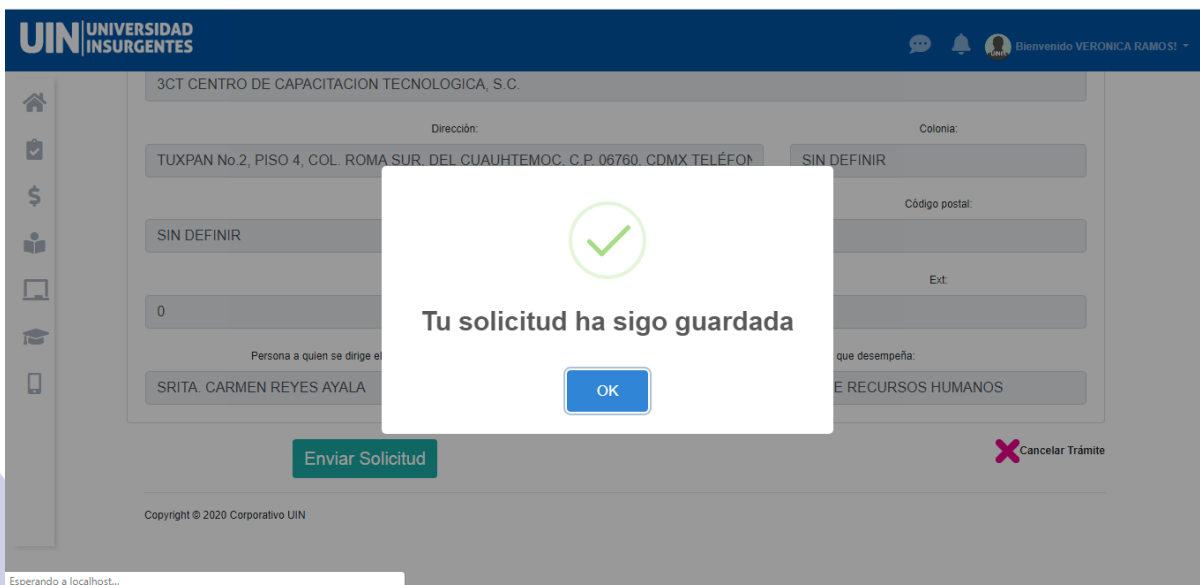 UIN UNIVERSIDAD
INSURGENTES
Bienvenido VERONICA RAMOS!
3CT CENTRO DE CAPACITACION TECNOLOGICA, S.C.
Dirección: Colonia:
TUXPAN No.2, PISO 4, COL. ROMA SUR, DEL CUAUHTEMOC, C.P. 06760, CDMX TELÉFON SIN DEFINIR
Código postal:
SIN DEFINIR
Ext:
0
Tu solicitud ha sigo guardada
Persona a quien se dirige el que desempeña:
SRITA. CARMEN REYES AYALA E RECURSOS HUMANOS
OK
Enviar Solicitud Cancelar Trámite
Copyright © 2020 Corporativo UIN
Esperando a localhost...